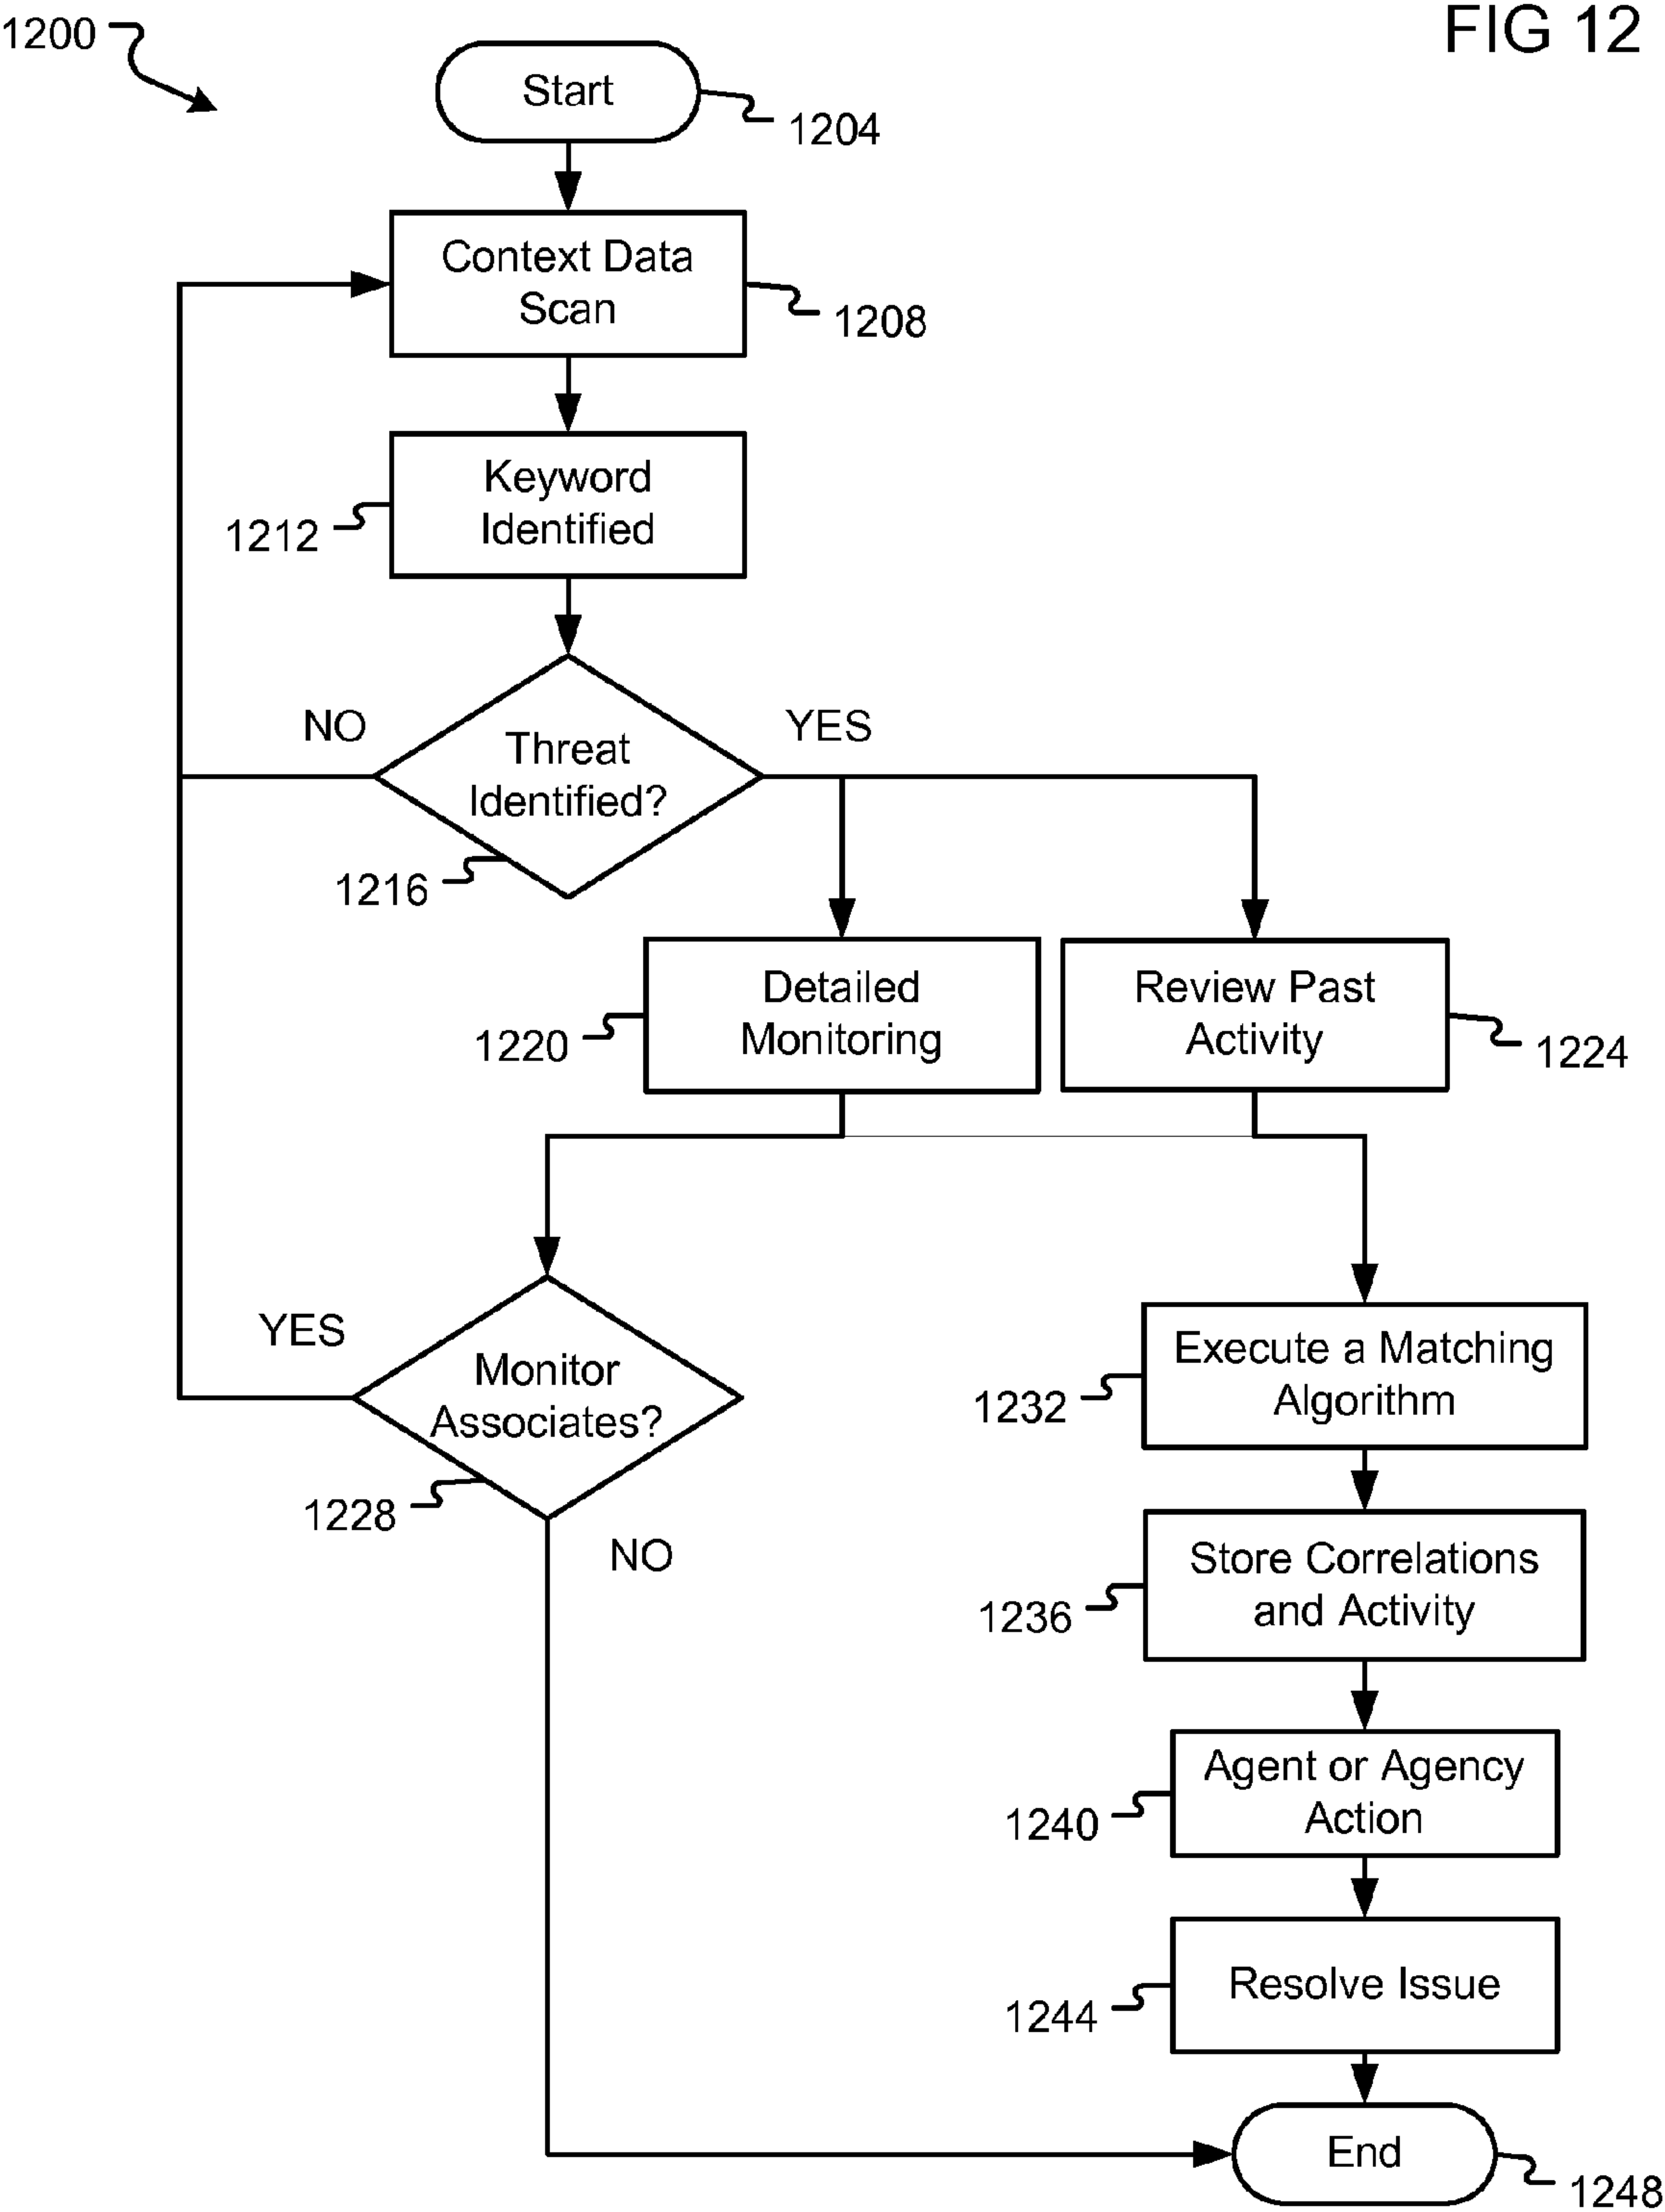 1200
FIG 12
Start
1204
Context Data
Scan
1208
Keyword
Identified
1212
NO
YES
Threat
Identified?
1216
Detailed
Monitoring
1220
Review Past
Activity
1224
YES
Monitor
Associates?
1228
NO
Execute a Matching
Algorithm
1232
Store Correlations
and Activity
1236
Agent or Agency
Action
1240
Resolve Issue
1244
End
1248